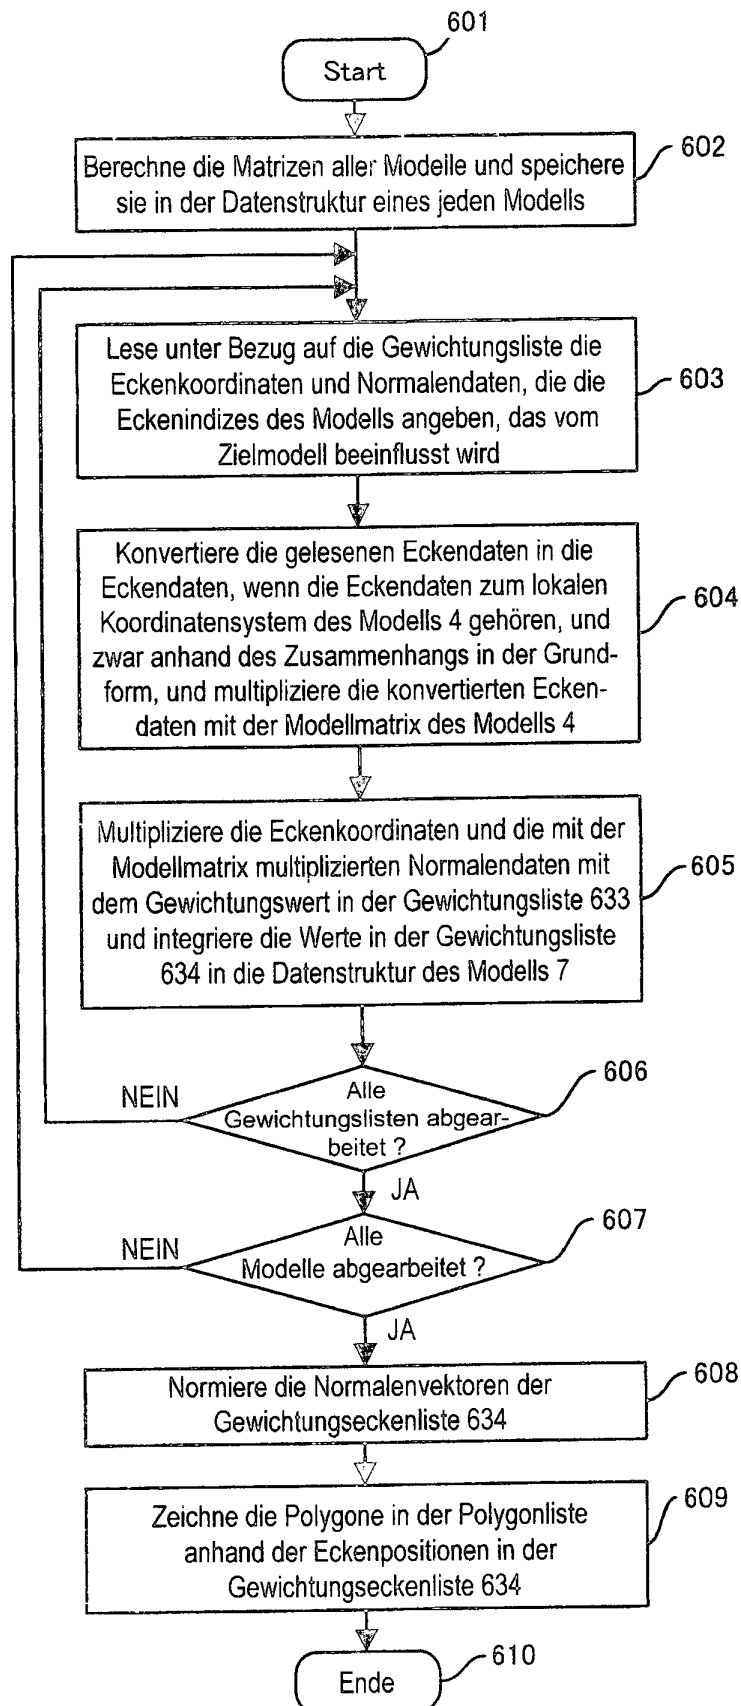 601
Start
602
Berechne die Matrizen aller Modelle und speichere
sie in der Datenstruktur eines jeden Modells
603
Lese unter Bezug auf die Gewichtungsliste die
Eckenkoordinaten und Normalendaten, die die
Eckenindizes des Modells angeben, das vom
Zielmodell beeinflusst wird
604
Konvertiere die gelesenen Eckendaten in die
Eckendaten, wenn die Eckendaten zum lokalen
Koordinatensystem des Modells 4 gehören, und
zwar anhand des Zusammenhangs in der Grund-
form, und multipliziere die konvertierten Ecken-
daten mit der Modellmatrix des Modells 4
605
Multipliziere die Eckenkoordinaten und die mit der
Modellmatrix multiplizierten Normalendaten mit
dem Gewichtungswert in der Gewichtungsliste 633
und integriere die Werte in der Gewichtungsliste
634 in die Datenstruktur des Modells 7
606
NEIN
Alle
Gewichtungslisten abgear-
beitet ?
JA
607
NEIN
Alle
Modelle abgearbeitet ?
JA
608
Normiere die Normalenvektoren der
Gewichtungseckenliste 634
609
Zeichne die Polygone in der Polygonliste
anhand der Eckenpositionen in der
Gewichtungseckenliste 634
610
Ende